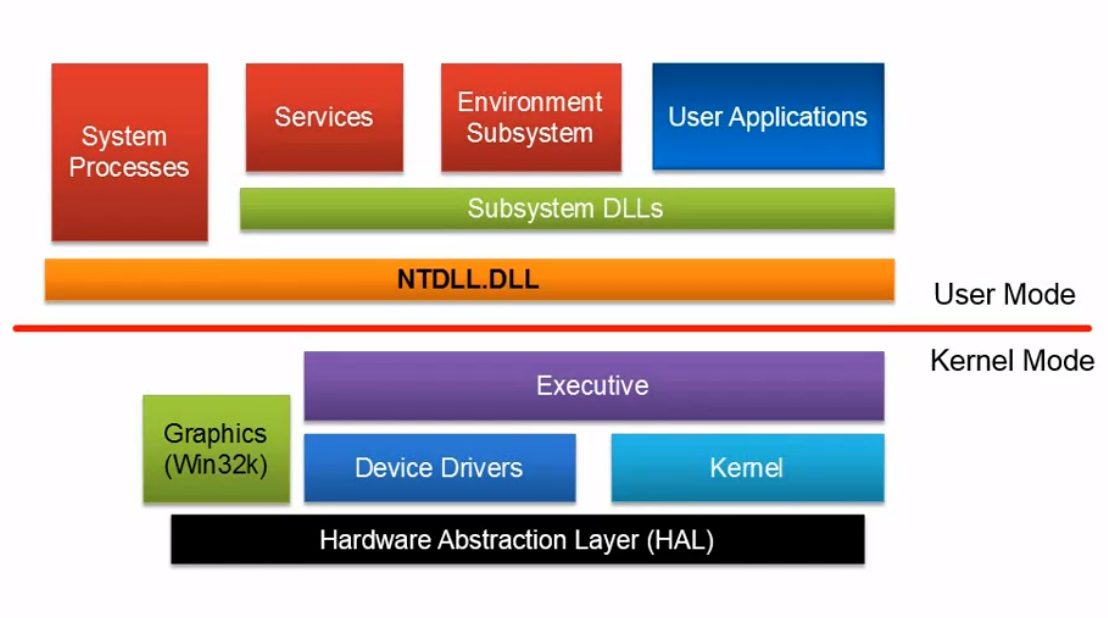 System
Processes
Services
Environment
Subsystem
User Applications
Subsystem DLLs
NTDLL.DLL
User Mode
Kernel Mode
Executive
Graphics
(Win32k)
Device Drivers
Kernel
Hardware Abstraction Layer (HAL)